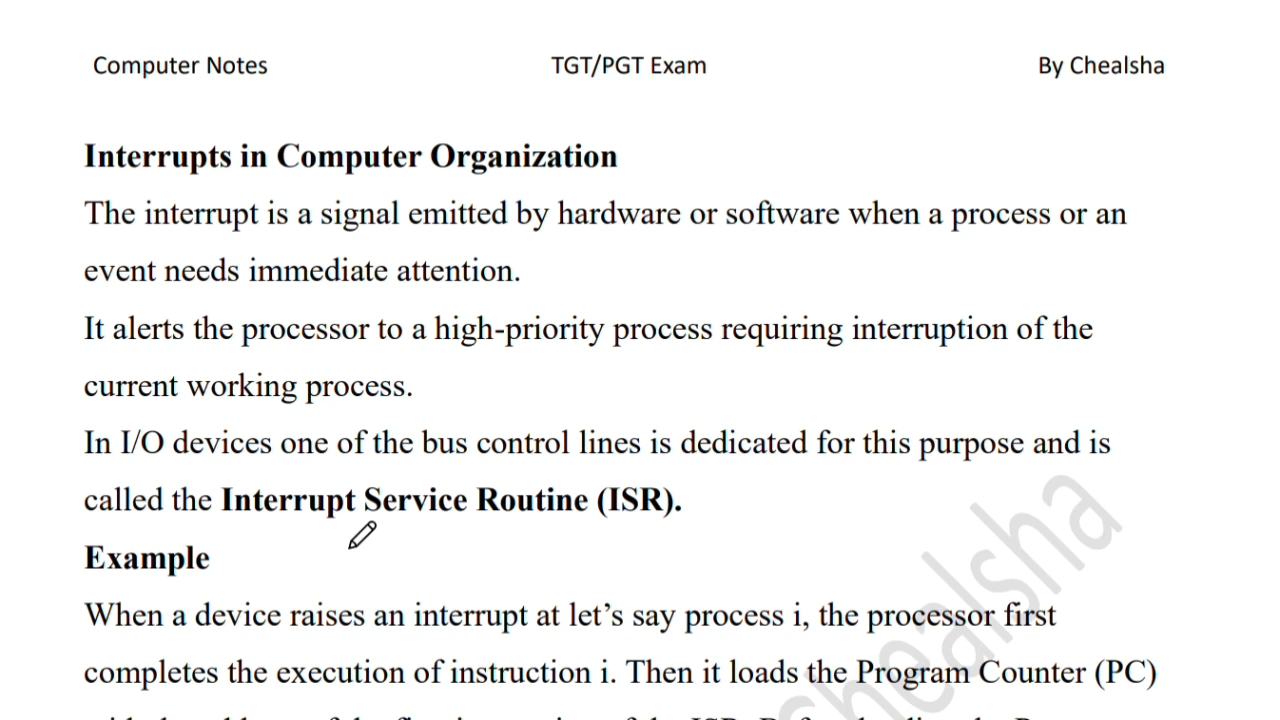 Computer Notes TGT/PGT Exam By Chealsha
Interrupts in Computer Organization
The interrupt is a signal emitted by hardware or software when a process or an
event needs immediate attention.
It alerts the processor to a high-priority process requiring interruption of the
current working process.
In I/O devices one of the bus control lines is dedicated for this purpose and is
called the Interrupt Service Routine (ISR).
Example
When a device raises an interrupt at let’s say process i, the processor first
completes the execution of instruction i. Then it loads the Program Counter (PC)
chealsha